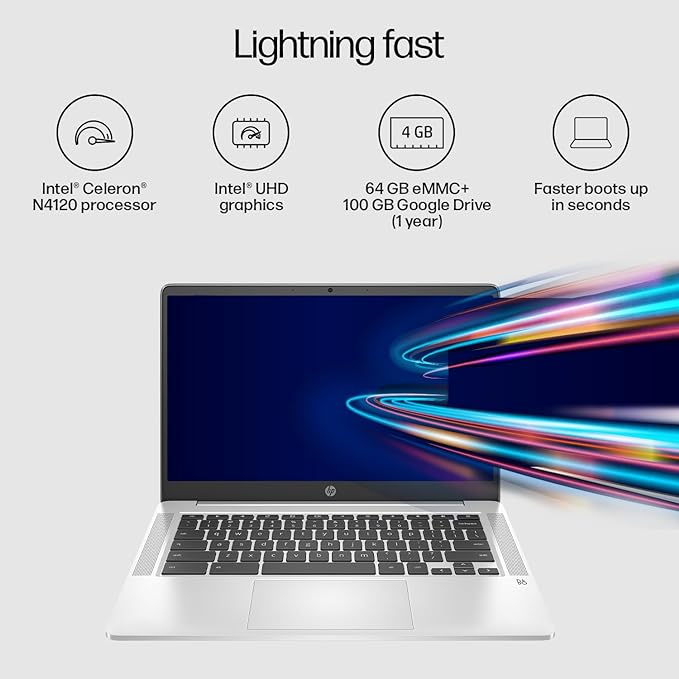 Lightning fast
4 GB
Intel® Celeron®
N4120 processor
Intel® UHD
graphics
64 GB eMMC+
100 GB Google Drive
(1 year)
Faster boots up
in seconds
hp